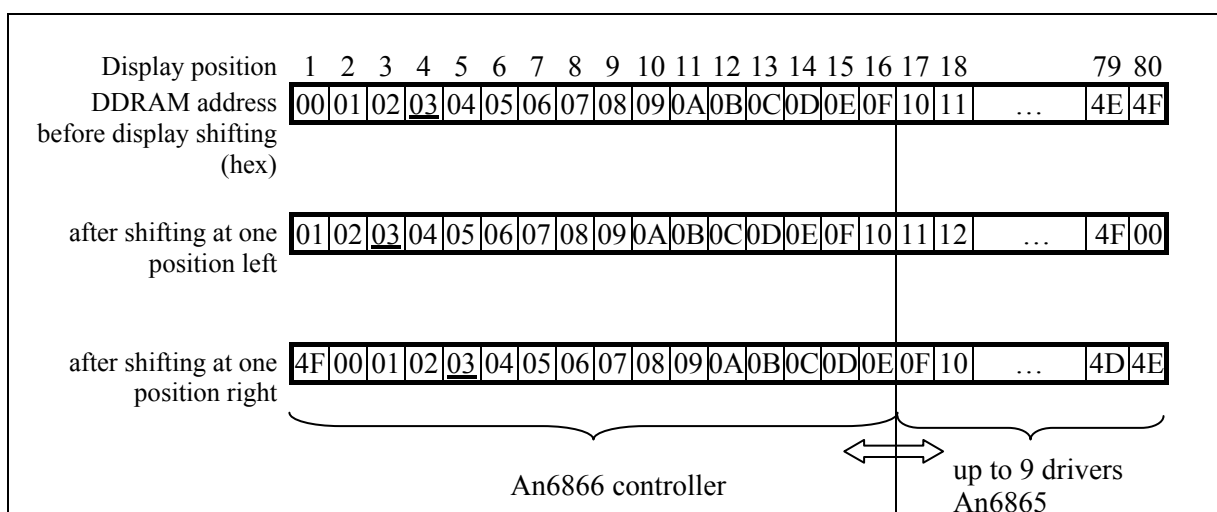 Display position 1 2 3 4 5 6 7 8 9 10 11 12 13 14 15 16 17 18 79 80
DDRAM address 00 01 02 03 04 05 06 07 08 09 0A 0B 0C 0D 0E 0F 10 11 … 4E 4F
before display shifting
(hex)
after shifting at one 01 02 03 04 05 06 07 08 09 0A 0B 0C 0D 0E 0F 10 11 12 … 4F 00
position left
after shifting at one 4F 00 01 02 03 04 05 06 07 08 09 0A 0B 0C 0D 0E 0F 10 … 4D 4E
position right
An6866 controller
up to 9 drivers
An6865